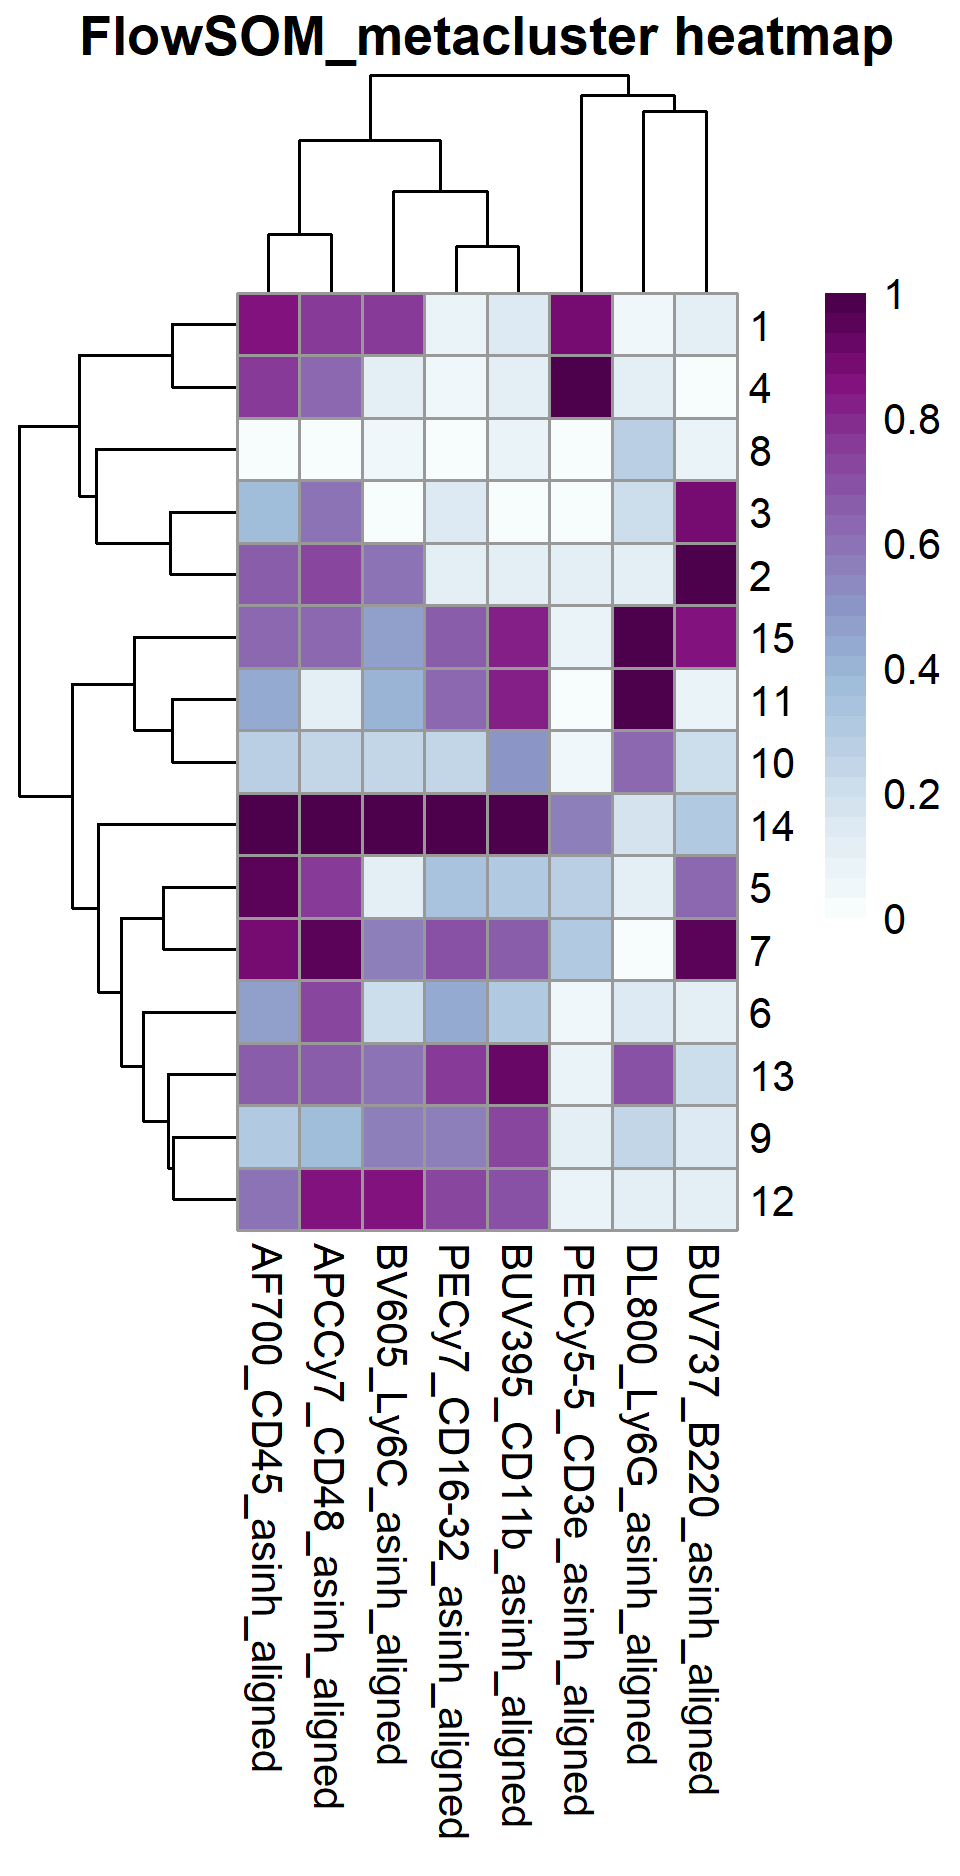 FlowSOM_metacluster heatmap
1
4
8
3
2
15
11
10
14
5
7
6
13
9
12
1
0.8
0.6
0.4
0.2
0
AF700_CD45_asinh_aligned
APCCy7_CD48_asinh_aligned
BV605_Ly6C_asinh_aligned
PECy7_CD16-32_asinh_aligned
BUV395_CD11b_asinh_aligned
PECy5-5_CD3e_asinh_aligned
DL800_Ly6G_asinh_aligned
BUV737_B220_asinh_aligned